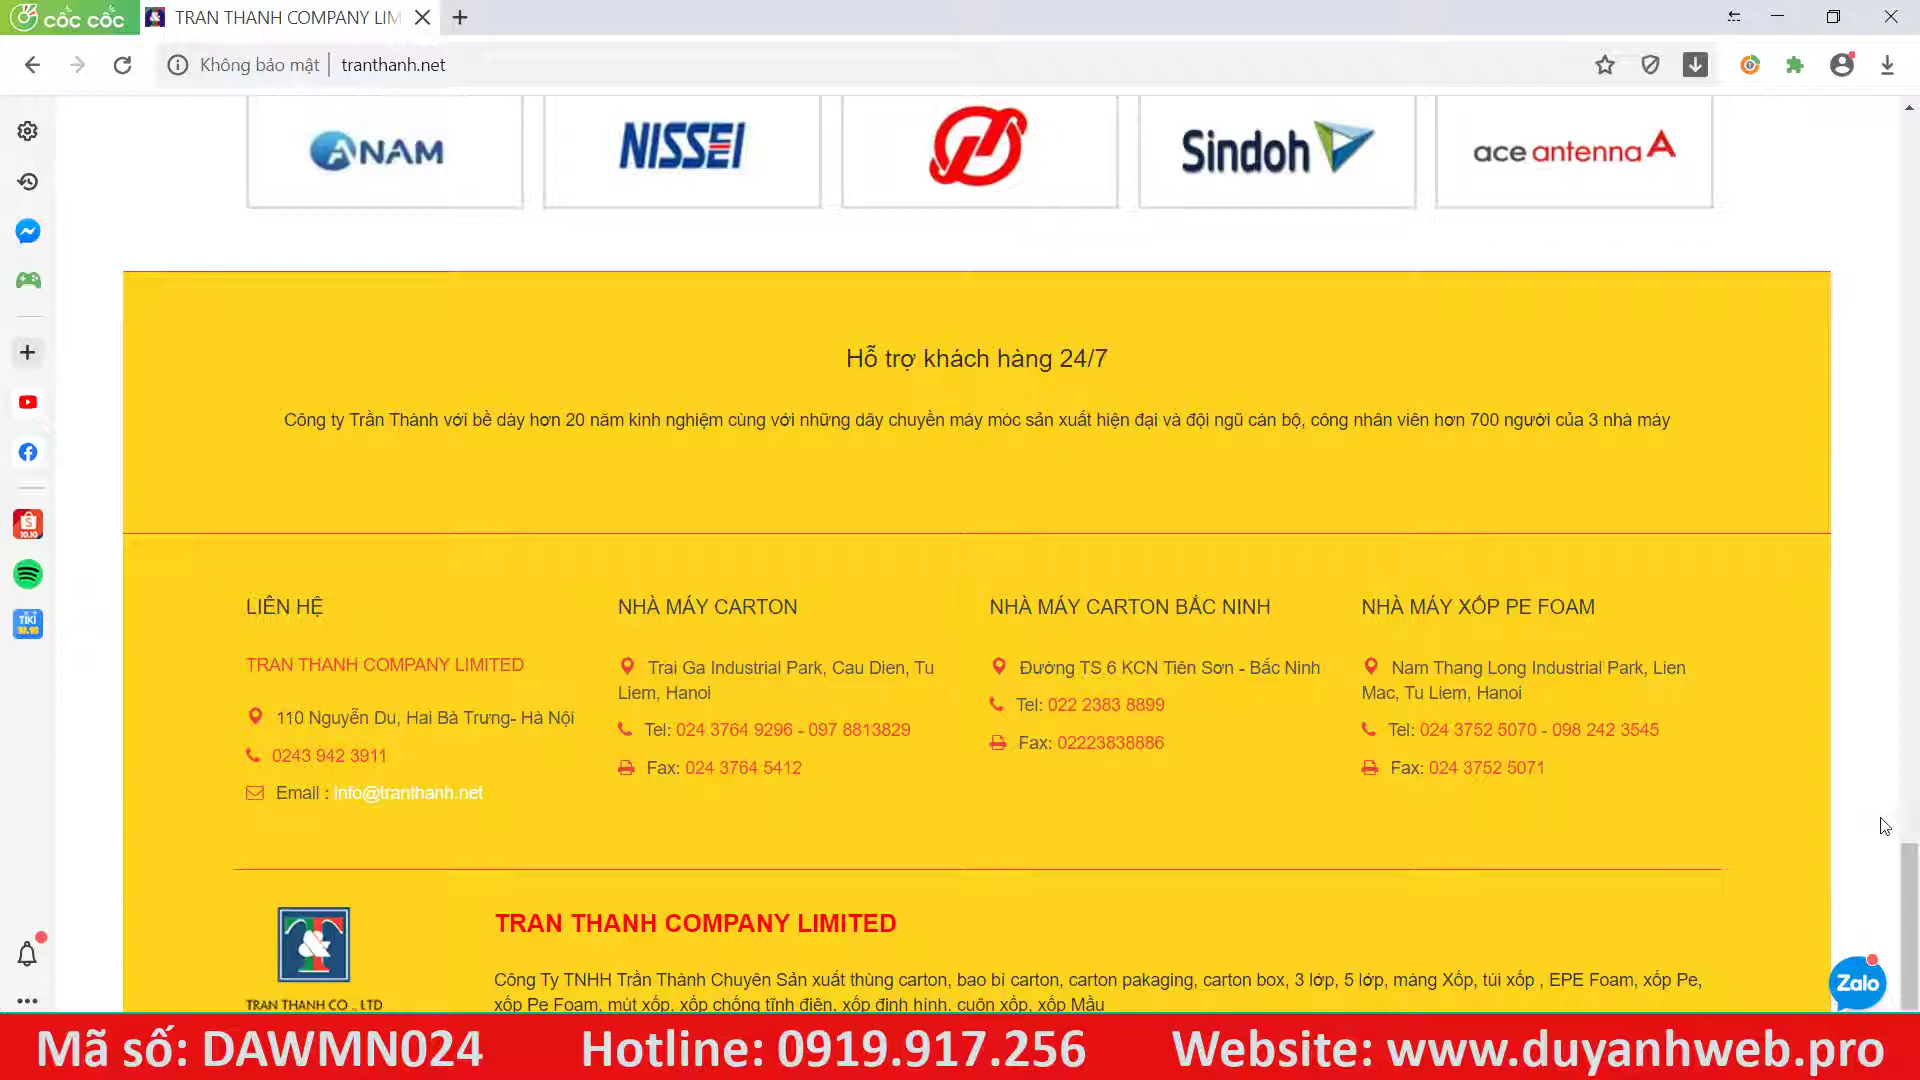 cốc cốc
TRAN THANH COMPANY LIM
Không bảo mật
tranthanh.net
ANAM
NISSEI
Sindoh
ace antenna
Hỗ trợ khách hàng 24/7
Công ty Trần Thành với bề dày hơn 20 năm kinh nghiệm cùng với những dây chuyền máy móc sản xuất hiện đại và đội ngũ cán bộ, công nhân viên hơn 700 người của 3 nhà máy
LIÊN HỆ
TRAN THANH COMPANY LIMITED
110 Nguyễn Du, Hai Bà Trưng- Hà Nội
0243 942 3911
Email : Info@tranthanh.net
NHÀ MÁY CARTON
Trai Ga Industrial Park, Cau Dien, Tu
Liem, Hanoi
Tel: 024 3764 9296 - 097 8813829
Fax: 024 3764 5412
NHÀ MÁY CARTON BẮC NINH
Đường TS 6 KCN Tiên Sơn - Bắc Ninh
Tel: 022 2383 8899
Fax: 02223838886
NHÀ MÁY XỐP PE FOAM
Nam Thang Long Industrial Park, Lien
Mac, Tu Liem, Hanoi
Tel: 024 3752 5070 - 098 242 3545
Fax: 024 3752 5071
TRAN THANH CO ., LTD
TRAN THANH COMPANY LIMITED
Công Ty TNHH Trần Thành Chuyên Sản xuất thùng carton, bao bì carton, carton pakaging, carton box, 3 lớp, 5 lớp, màng Xốp, túi xốp , EPE Foam, xốp Pe,
xốp Pe Foam, mút xốp, xốp chống tĩnh điện, xốp định hình, cuộn xốp, xốp Mầu
Zalo
Mã số: DAWMN024
Hotline: 0919.917.256
Website: www.duyanhweb.pro